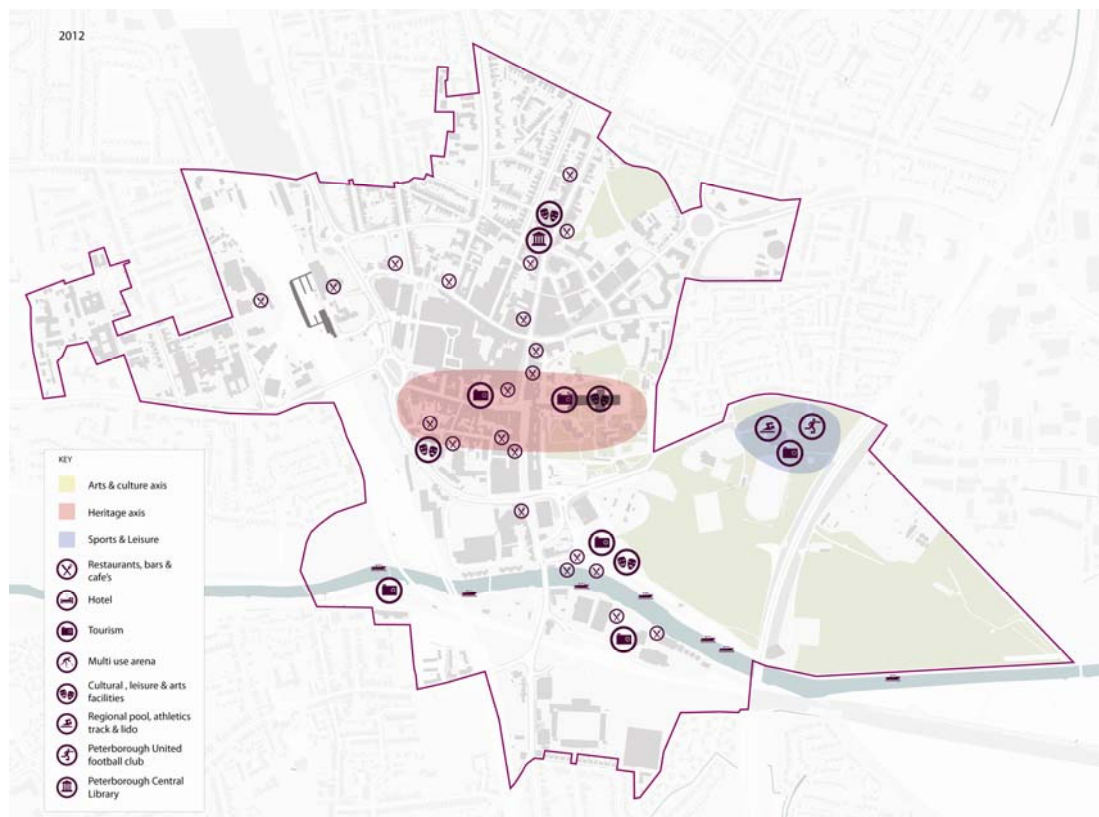 2012
KEY
Arts & culture axis
Heritage axis
Sports & Leisure
Restaurants, bars &
cafe's
Hotel
Tourism
Multi use arena
Cultural , leisure & arts
facilities
Regional pool, athletics
track & lido
Peterborough United
football club
Peterborough Central
Library